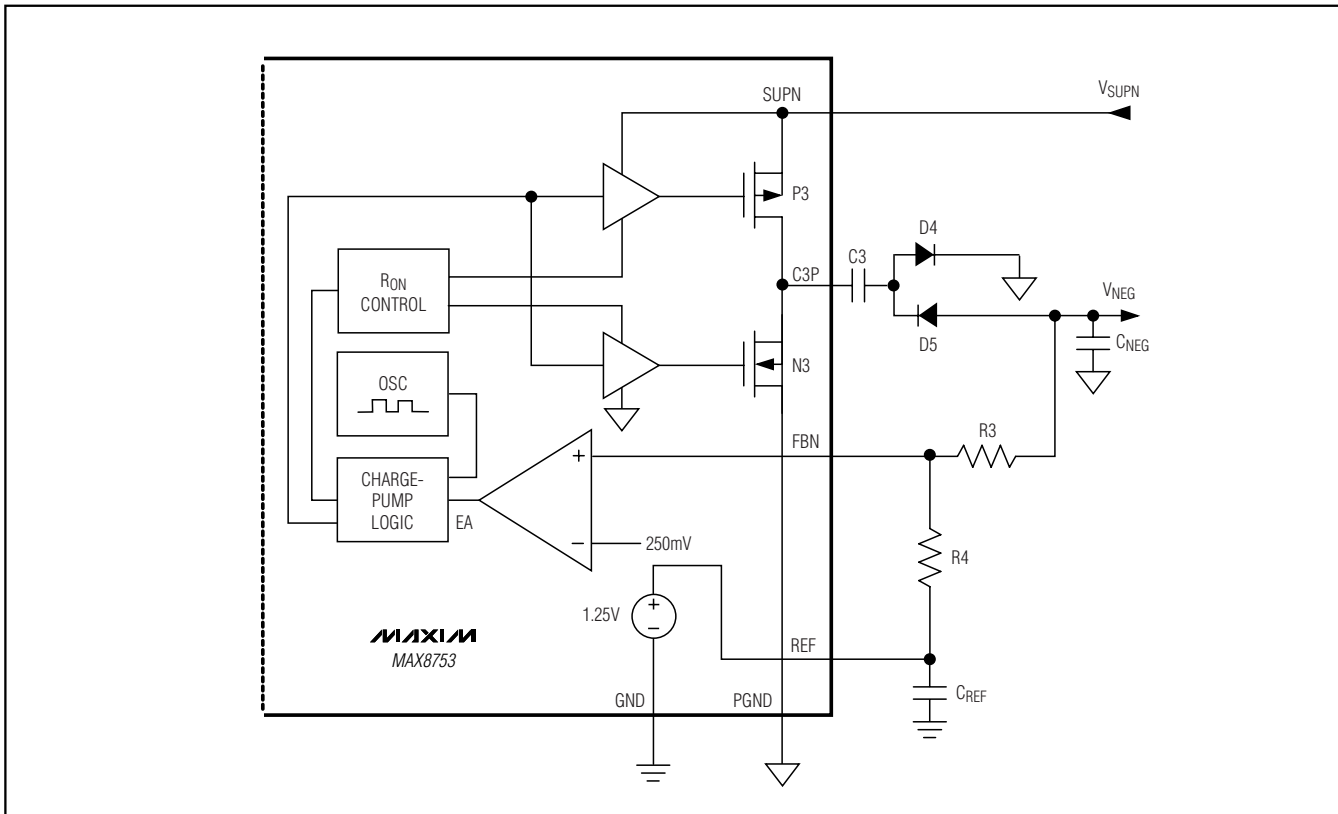 SUPN
VSUPN
P3
D4
C3
C3P
RON
CONTROL
VNEG
D5
CNEG
N3
OSC
FBN
R3
CHARGE-
PUMP
LOGIC
EA
+
−
250mV
R4
1.25V
+
−
MAXIM
MAX8753
REF
GND
PGND
CREF